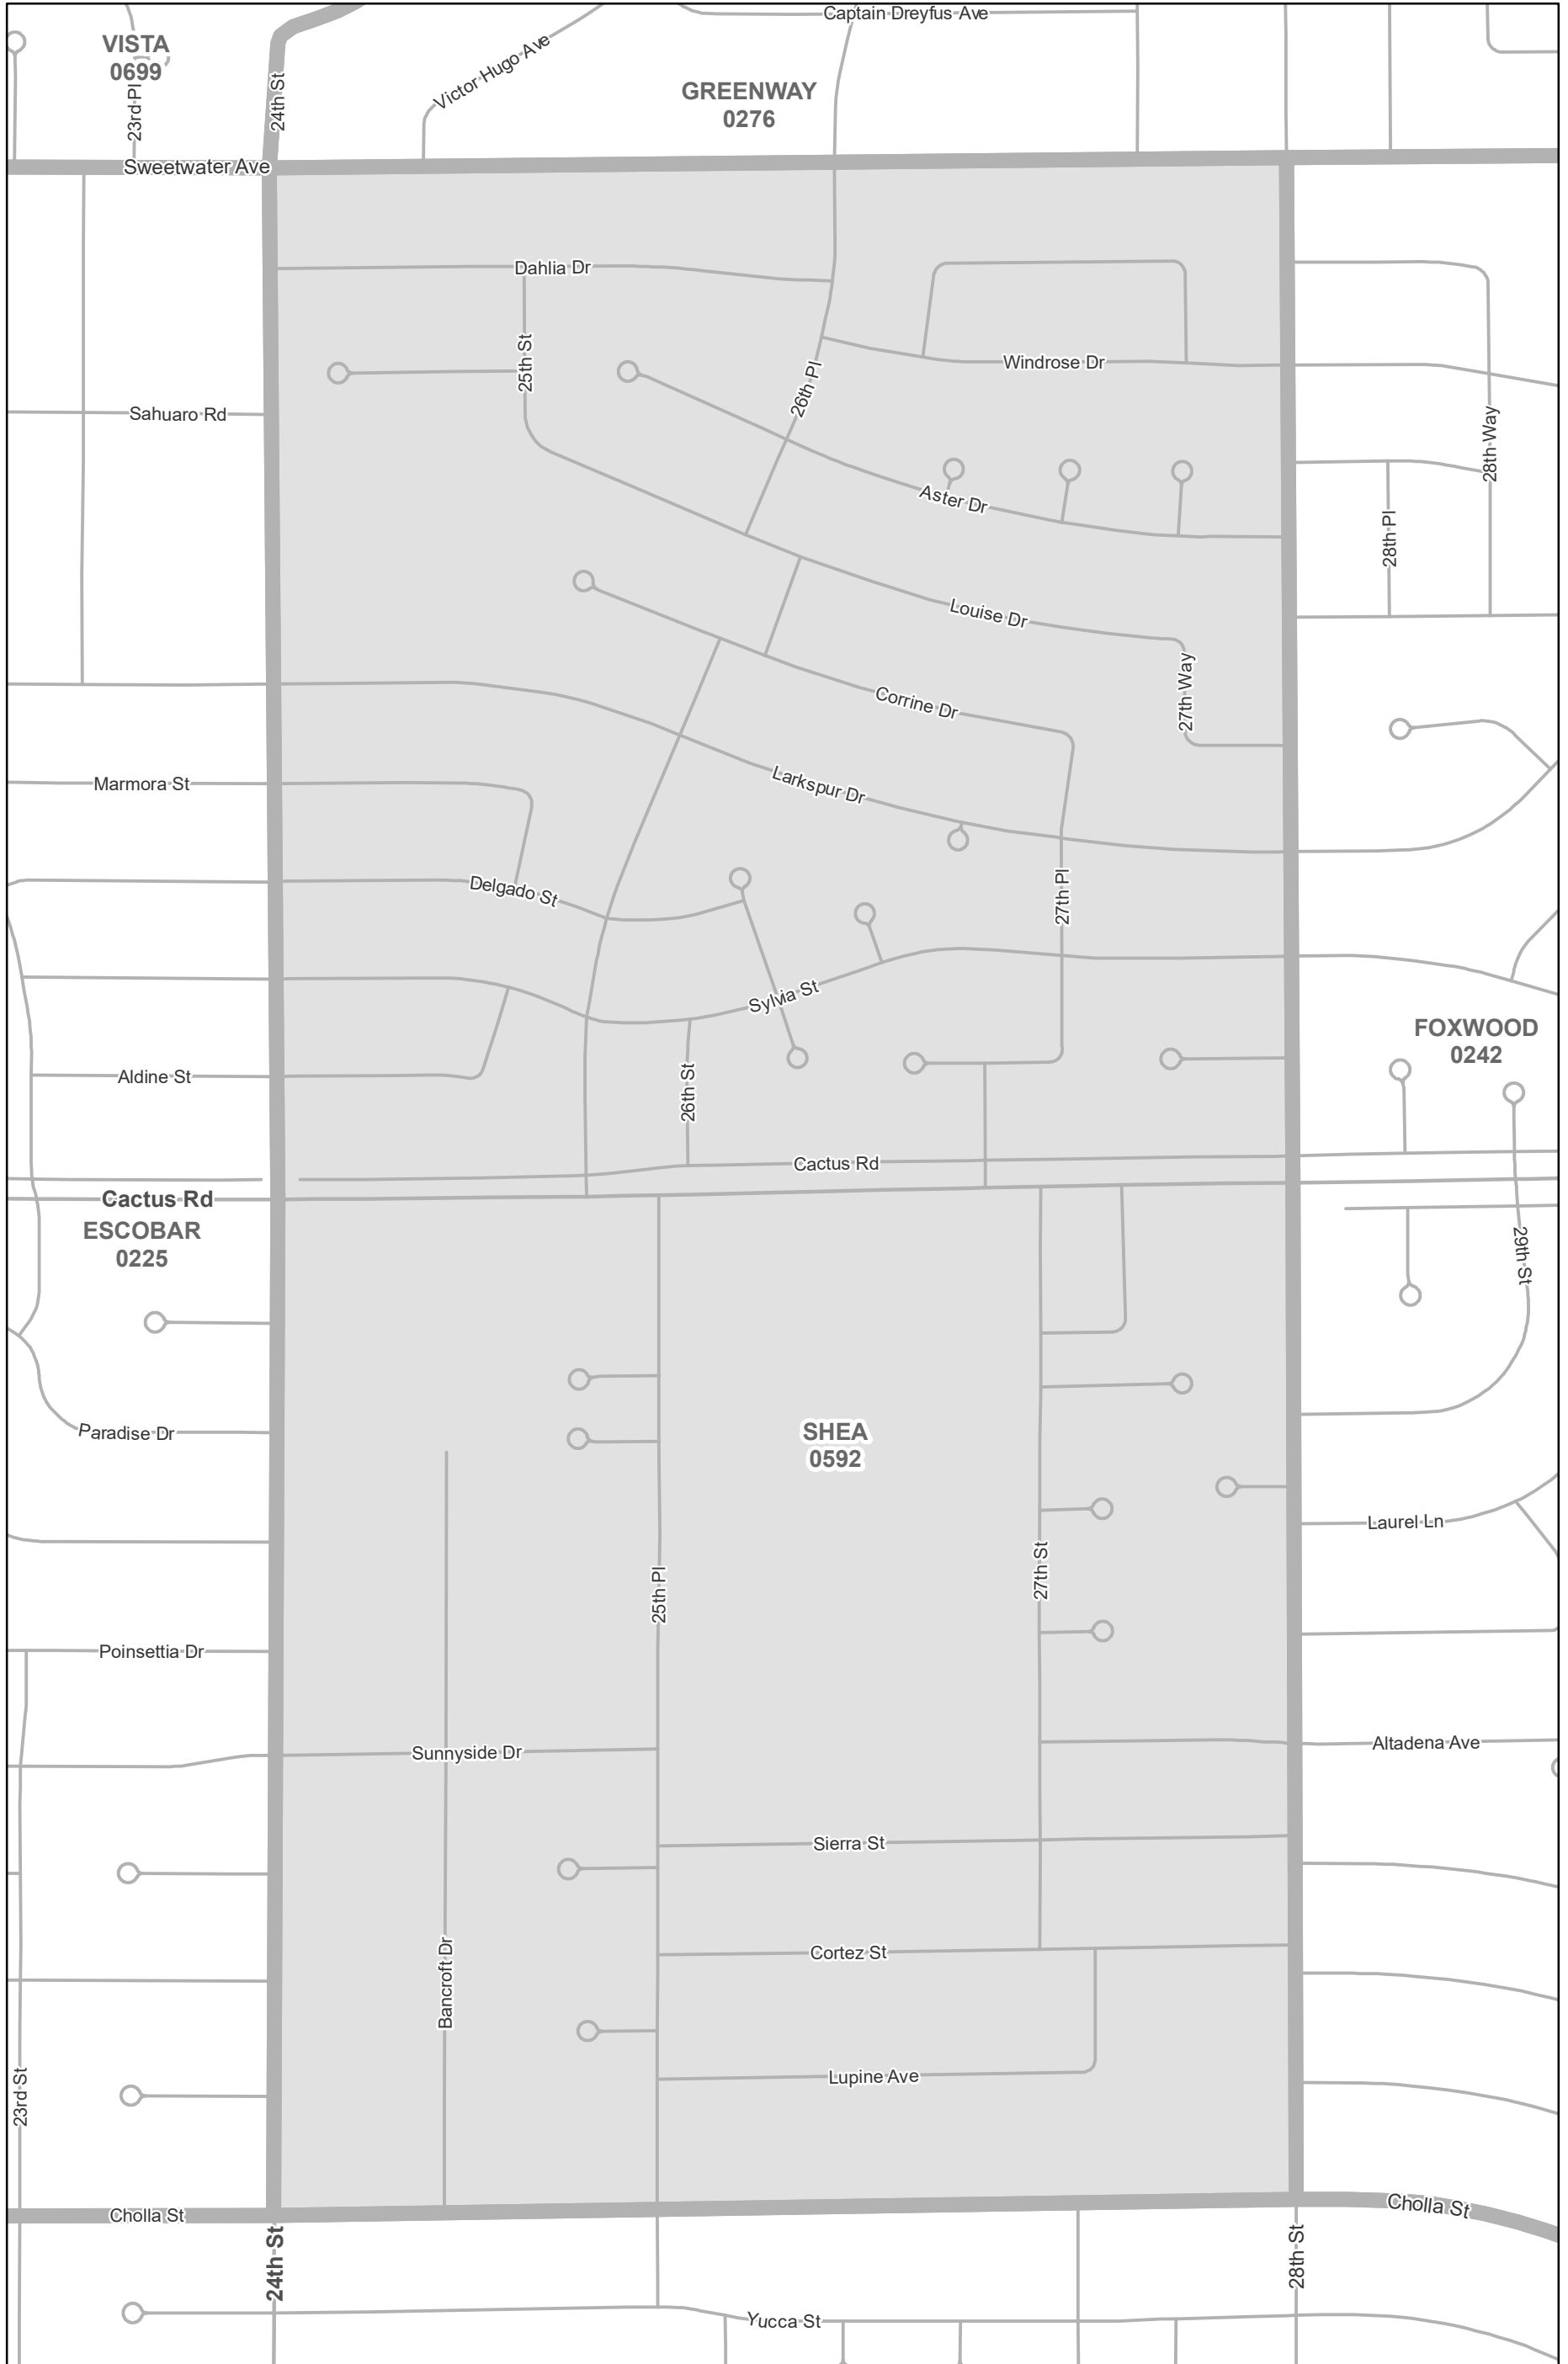 Captain Dreyfus Ave
VISTA
0699
23rd Pl
24th St
Victor Hugo Ave
GREENWAY
0276
Sweetwater Ave
Dahlia Dr
25th St
26th Pl
Windrose Dr
Sahuaro Rd
28th Way
Aster Dr
28th Pl
Louise Dr
27th Way
Corrine Dr
Marmora St
Larkspur Dr
Delgado St
27th Pl
Sylvia St
FOXWOOD
0242
Aldine St
26th St
Cactus Rd
Cactus Rd
ESCOBAR
0225
29th St
Paradise Dr
SHEA
0592
Laurel Ln
25th Pl
27th St
Poinsettia Dr
Sunnyside Dr
Altadena Ave
Sierra St
Bancroft Dr
Cortez St
Lupine Ave
23rd St
Cholla St
Cholla St
24th St
28th St
Yucca St